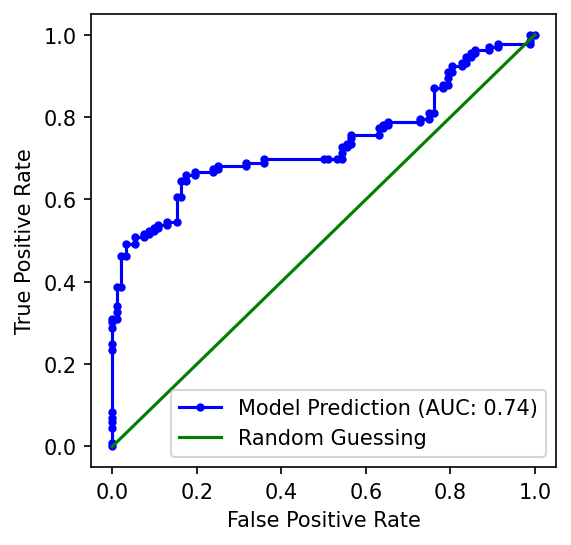 1.0
0.8
0.6
0.4
0.2
0.0
True Positive Rate
Model Prediction (AUC: 0.74)
Random Guessing
0.0 0.2 0.4 0.6 0.8 1.0
False Positive Rate